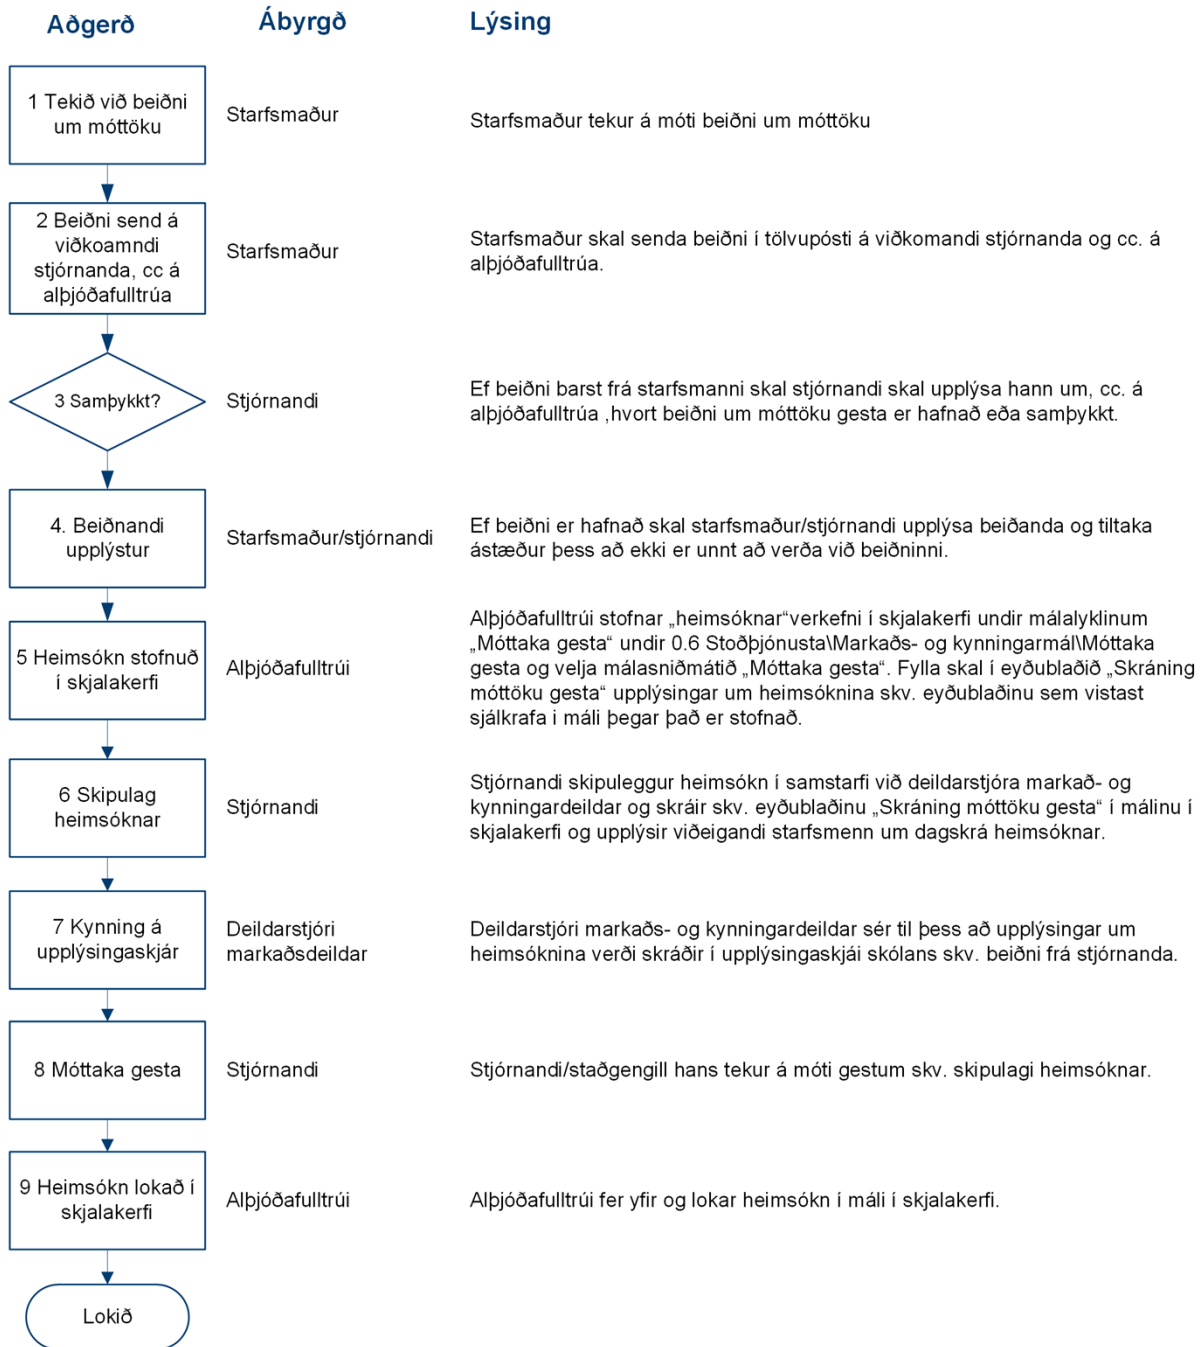 Aðgerð Ábyrgð Lýsing
1 Tekið við beiðni
um móttöku
Starfsmaður
Starfsmaður tekur á móti beiðni um móttöku
2 Beiðni send á
viðkoamndi
stjórnanda, cc á
alþjóðafulltrúa
Starfsmaður
Starfsmaður skal senda beiðni í tölvupósti á viðkomandi stjórnanda og cc. á
alþjóðafulltrúa.
3 Samþykkt?
Stjórnandi
Ef beiðni barst frá starfsmanni skal stjórnandi skal upplýsa hann um, cc. á
alþjóðafulltrúa ,hvort beiðni um móttöku gesta er hafnað eða samþykkt.
4. Beiðnandi
upplýstur
Starfsmaður/stjórnandi
Ef beiðni er hafnað skal starfsmaður/stjórnandi upplýsa beiðanda og tiltaka
ástæður þess að ekki er unnt að verða við beiðninni.
5 Heimsókn stofnuð
í skjalakerfi
Alþjóðafulltrúi
Alþjóðafulltrúi stofnar „heimsóknar“verkefni í skjalakerfi undir málalyklinum
„Móttaka gesta“ undir 0.6 Stoðþjónusta\Markaðs- og kynningarmál\Móttaka
gesta og velja málasniðmátið „Móttaka gesta“. Fylla skal í eyðublaðið „Skráning
móttöku gesta“ upplýsingar um heimsóknina skv. eyðublaðinu sem vistast
sjálkrafa i máli þegar það er stofnað.
6 Skipulag
heimsóknar
Stjórnandi
Stjórnandi skipuleggur heimsókn í samstarfi við deildarstjóra markað- og
kynningardeildar og skráir skv. eyðublaðinu „Skráning móttöku gesta“ í málinu í
skjalakerfi og upplýsir viðeigandi starfsmenn um dagskrá heimsóknar.
7 Kynning á
upplýsingaskjár
Deildarstjóri
markaðsdeildar
Deildarstjóri markaðs- og kynningardeildar sér til þess að upplýsingar um
heimsóknina verði skráðir í upplýsingaskjái skólans skv. beiðni frá stjórnanda.
8 Móttaka gesta
Stjórnandi
Stjórnandi/staðgengill hans tekur á móti gestum skv. skipulagi heimsóknar.
9 Heimsókn lokað í
skjalakerfi
Alþjóðafulltrúi
Alþjóðafulltrúi fer yfir og lokar heimsókn í máli í skjalakerfi.
Lokið